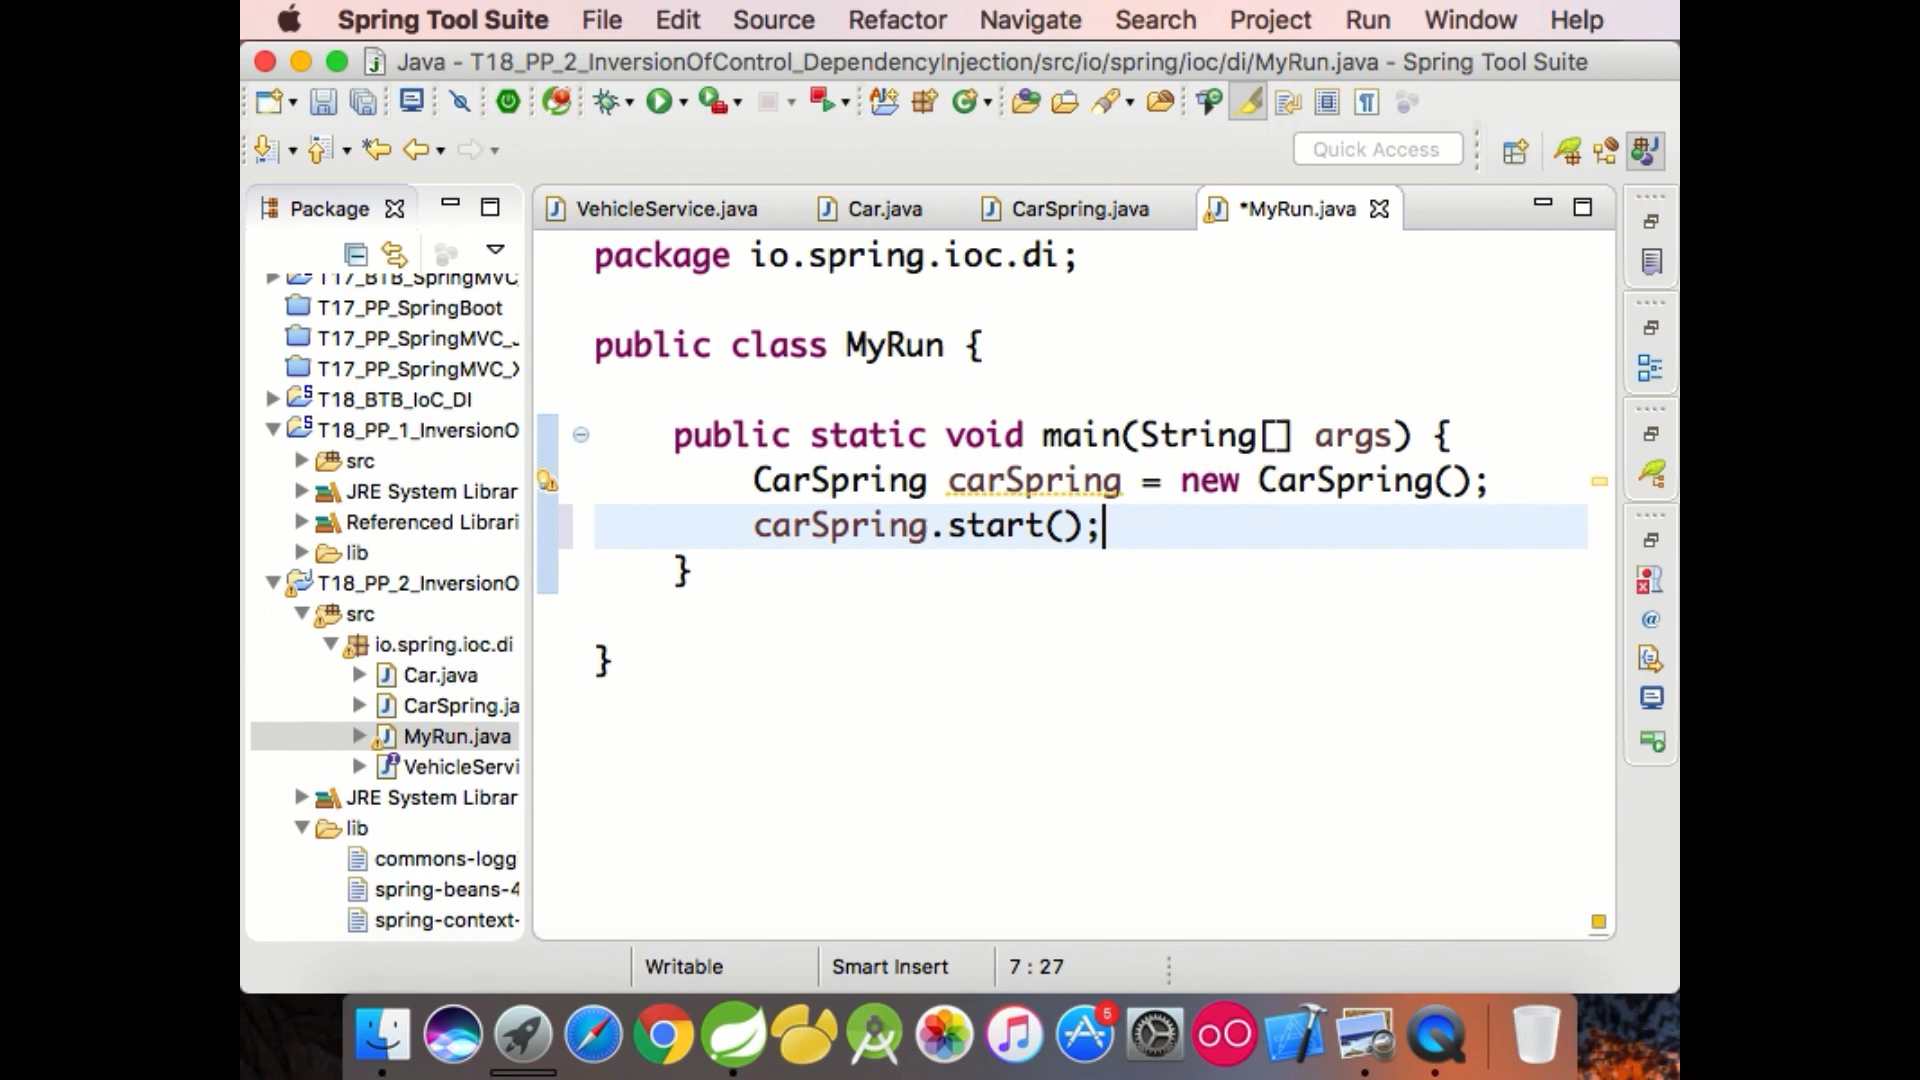 Spring Tool Suite File Edit Source Refactor Navigate Search Project Run Window Help
Java - T18_PP_2_InversionOfControl_DependencyInjection/src/io/spring/ioc/di/MyRun.java - Spring Tool Suite
Quick Access
Package
VehicleService.java
Car.java
CarSpring.java
*MyRun.java
T17_BTB_SpringMVC_
T17_PP_SpringBoot
T17_PP_SpringMVC_J
T17_PP_SpringMVC_X
T18_BTB_IoC_DI
T18_PP_1_InversionO
src
JRE System Librar
Referenced Librari
lib
T18_PP_2_InversionO
src
io.spring.ioc.di
Car.java
CarSpring.ja
MyRun.java
VehicleServi
JRE System Librar
lib
commons-logg
spring-beans-4
spring-context-
package io.spring.ioc.di;
public class MyRun {
public static void main(String[] args) {
CarSpring carSpring = new CarSpring();
carSpring.start();
}
}
Writable
Smart Insert
7 : 27
5